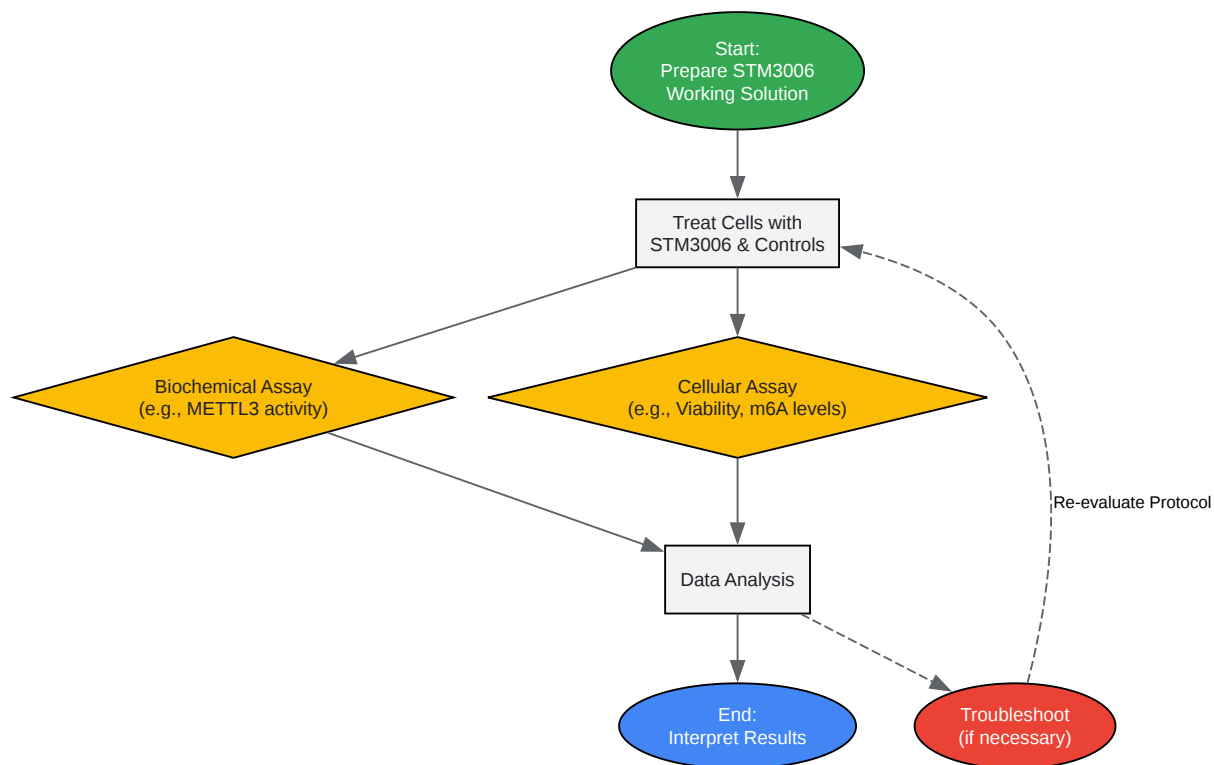 Start:
Prepare STM3006
Working Solution
Treat Cells with
STM3006 & Controls
Biochemical Assay
(e.g., METTL3 activity)
Cellular Assay
(e.g., Viability, m6A levels)
Re-evaluate Protocol
Data Analysis
End:
Interpret Results
Troubleshoot
(if necessary)